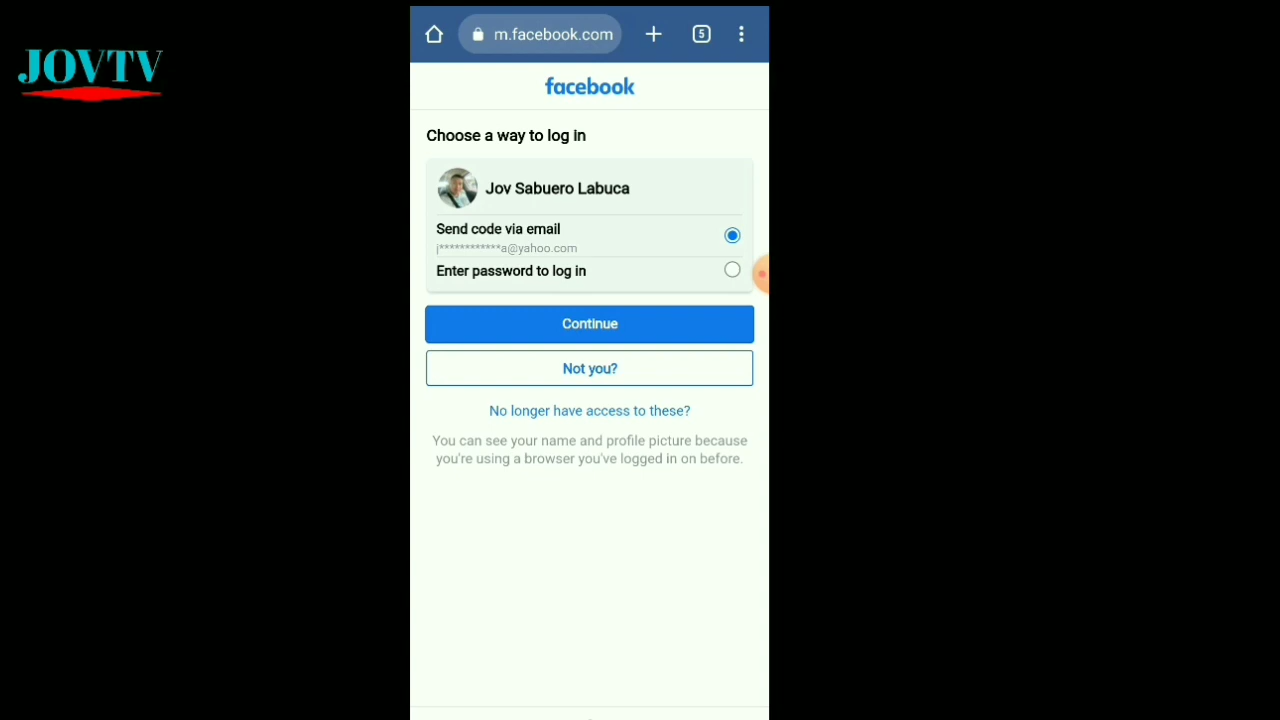 JOVTV
m.facebook.com
5
facebook
Choose a way to log in
Jov Sabuero Labuca
Send code via email
j************a@yahoo.com
Enter password to log in
Continue
Not you?
No longer have access to these?
You can see your name and profile picture because
you're using a browser you've logged in on before.